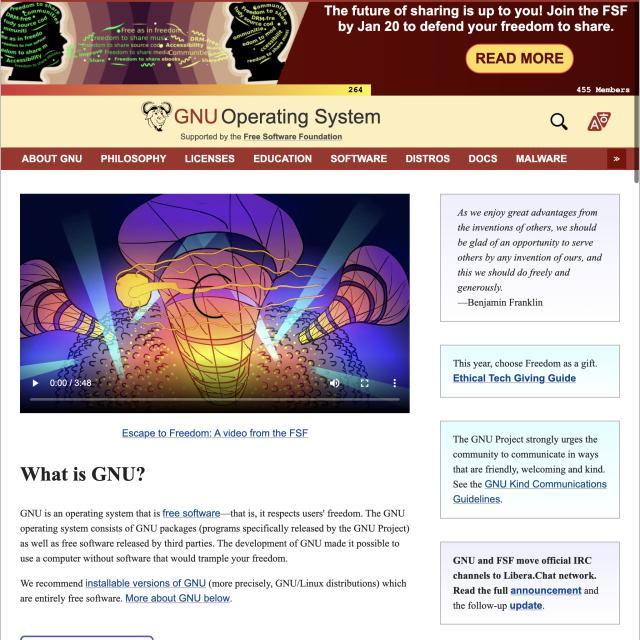 The future of sharing is up to you! Join the FSF
by Jan 20 to defend your freedom to share.
READ MORE
264
455 Members
GNU Operating System
Supported by the Free Software Foundation
ABOUT GNU PHILOSOPHY LICENSES EDUCATION SOFTWARE DISTROS DOCS MALWARE »
0:00 / 3:48
Escape to Freedom: A video from the FSF
What is GNU?
GNU is an operating system that is free software—that is, it respects users' freedom. The GNU
operating system consists of GNU packages (programs specifically released by the GNU Project)
as well as free software released by third parties. The development of GNU made it possible to
use a computer without software that would trample your freedom.
We recommend installable versions of GNU (more precisely, GNU/Linux distributions) which
are entirely free software. More about GNU below.
As we enjoy great advantages from
the inventions of others, we should
be glad of an opportunity to serve
others by any invention of ours, and
this we should do freely and
generously.
—Benjamin Franklin
This year, choose Freedom as a gift.
Ethical Tech Giving Guide
The GNU Project strongly urges the
community to communicate in ways
that are friendly, welcoming and kind.
See the GNU Kind Communications
Guidelines.
GNU and FSF move official IRC
channels to Libera.Chat network.
Read the full announcement and
the follow-up update.